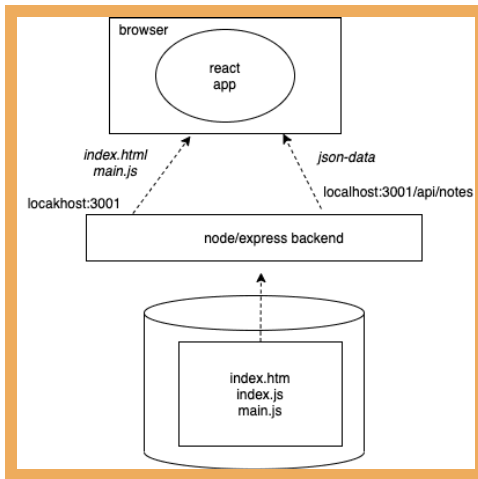 browser
react
app
index.html
main.js
json-data
locakhost:3001
localhost:3001/api/notes
node/express backend
index.htm
index.js
main.js